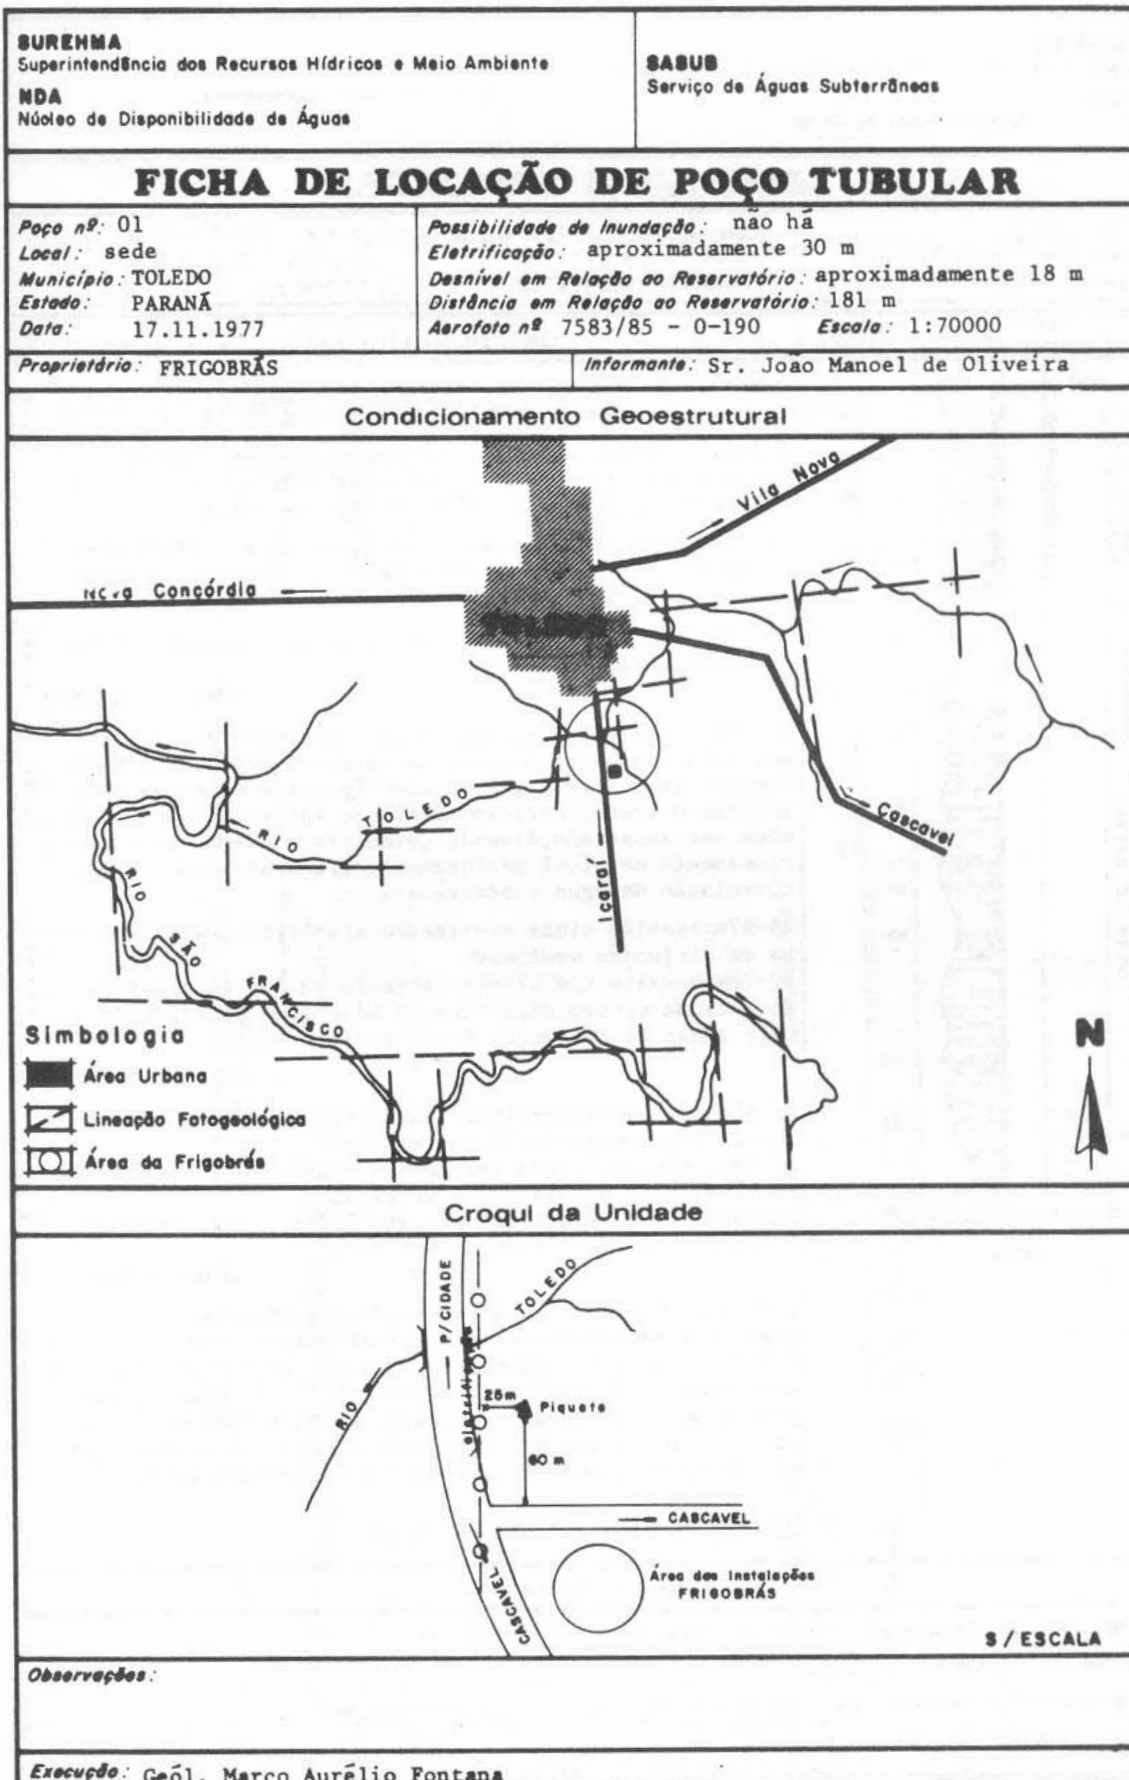 SUREHMA
Superintendência dos Recursos Hídricos e Meio Ambiente
NDA
Núcleo de Disponibilidade de Águas
SASUB
Serviço de Águas Subterrâneas
FICHA DE LOCAÇÃO DE POÇO TUBULAR
Poço nº: 01
Local: sede
Município: TOLEDO
Estado: PARANÁ
Data: 17.11.1977
Possibilidade de Inundação: não há
Eletrificação: aproximadamente 30 m
Desnível em Relação ao Reservatório: aproximadamente 18 m
Distância em Relação ao Reservatório: 181 m
Aerofoto nº 7583/85 - 0-190 Escala: 1:70000
Proprietário: FRIGOBRÁS
Informante: Sr. João Manoel de Oliveira
Condicionamento Geoestrutural
Vila Nova
Nova Concórdia
TOLEDO
Cascavel
RIO TOLEDO
Icaraí
RIO SÃO FRANCISCO
Simbologia
Área Urbana
Lineação Fotogeológica
Área da Frigobrás
N
Croqui da Unidade
P/CIDADE
TOLEDO
eletrificação
RIO
25m
Piquete
60 m
CASCAVEL
CASCAVEL
Área das Instalações
FRIGOBRÁS
S/ESCALA
Observações:
Execução: Geól. Marco Aurélio Fontana